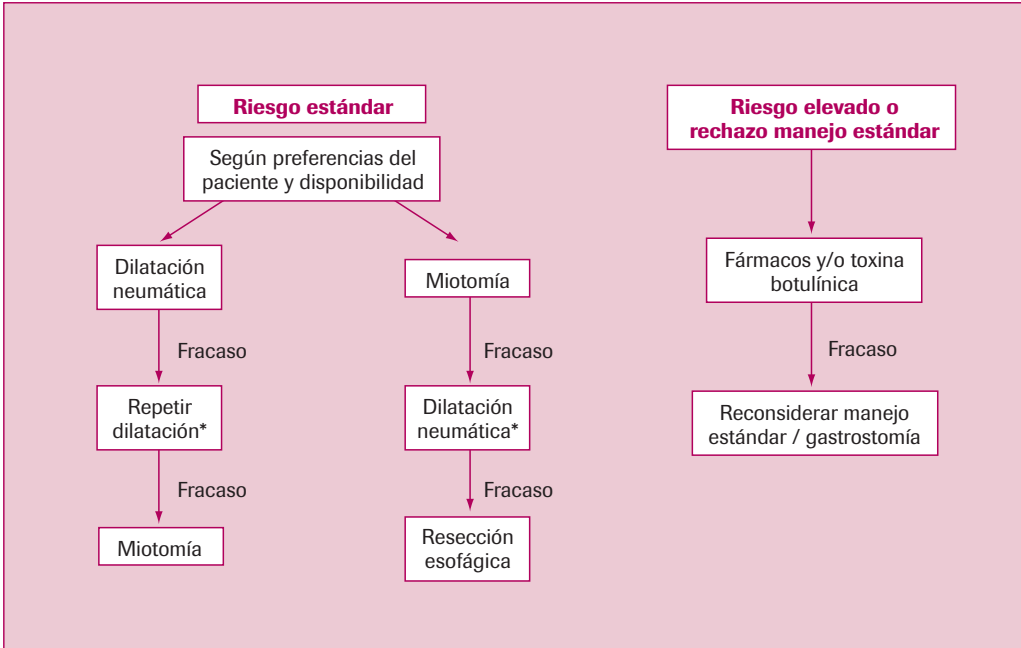 Riesgo estándar
Según preferencias del
paciente y disponibilidad
Dilatación
neumática
Fracaso
Repetir
dilatación*
Fracaso
Miotomía
Miotomía
Fracaso
Dilatación
neumática*
Fracaso
Resección
esofágica
Riesgo elevado o
rechazo manejo estándar
Fármacos y/o toxina
botulínica
Fracaso
Reconsiderar manejo
estándar / gastrostomía